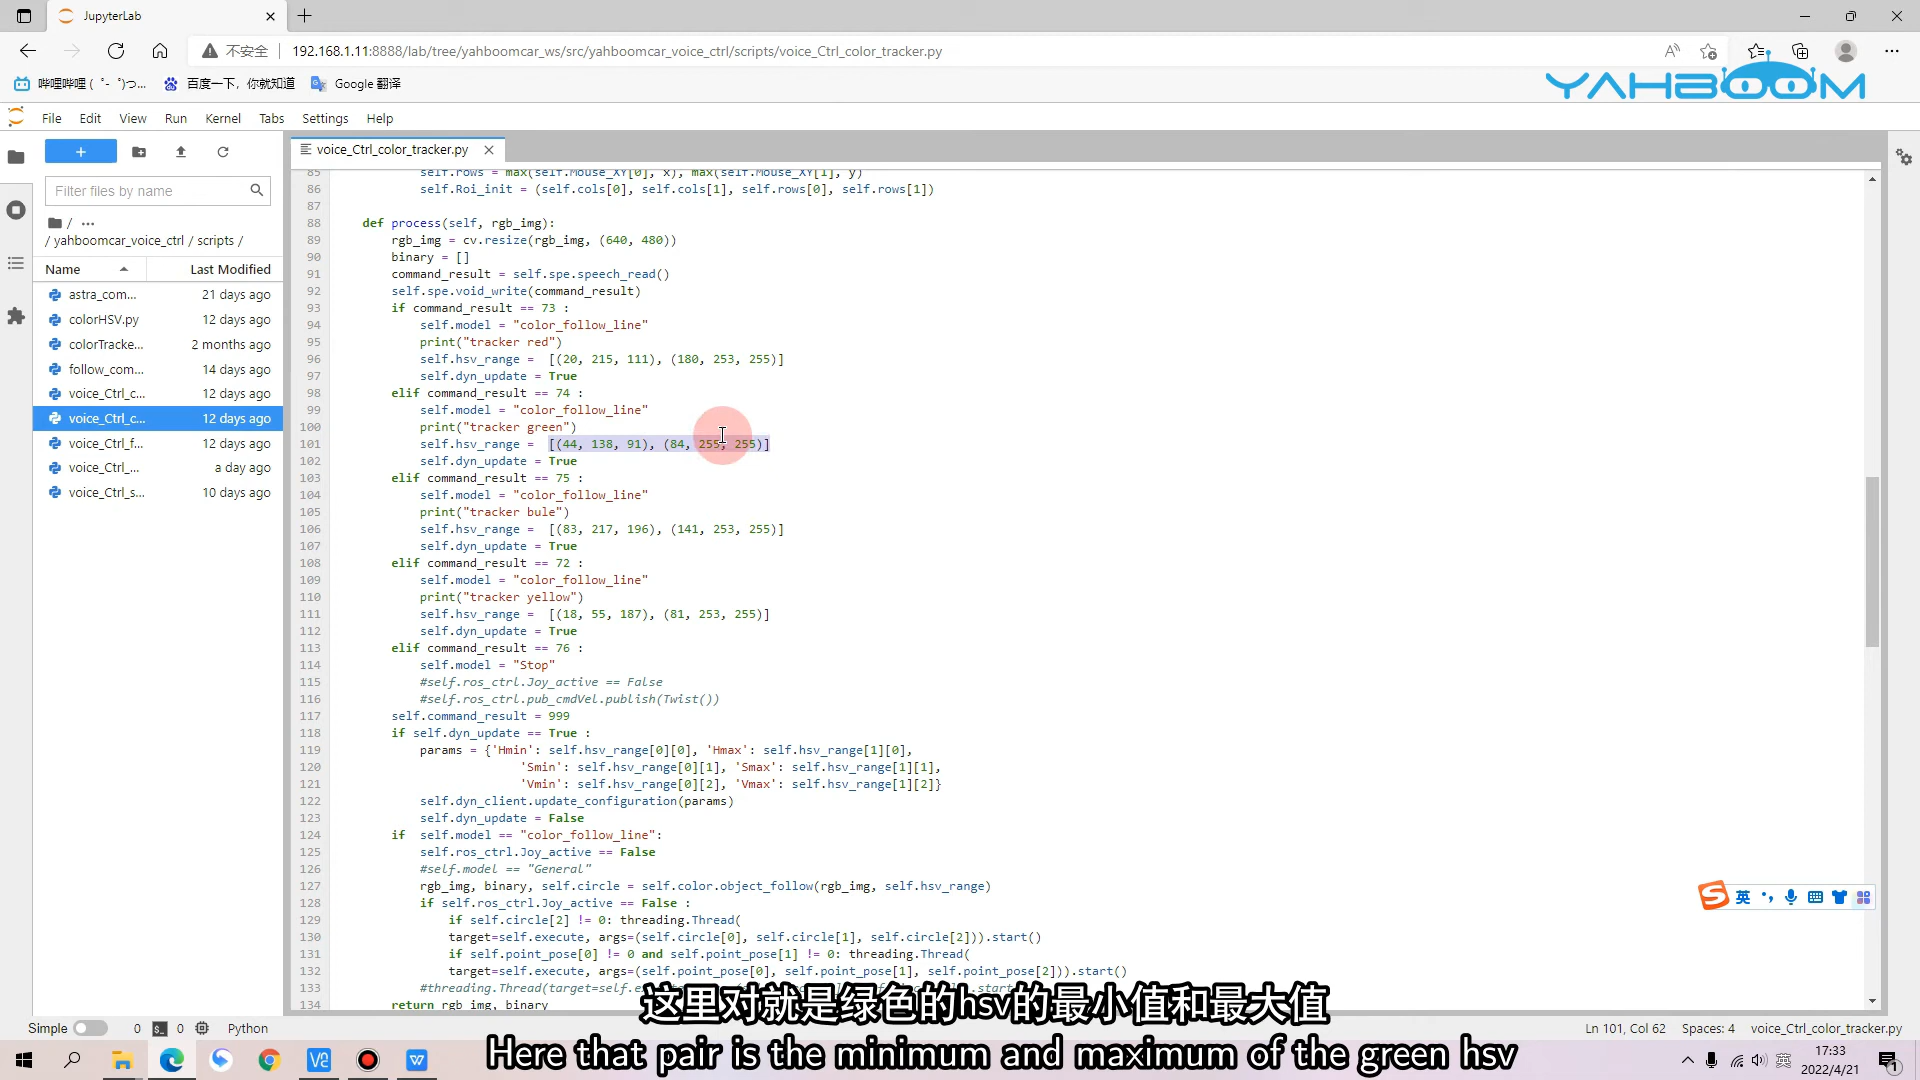 JupyterLab
不安全
192.168.1.11:8888/lab/tree/yahboomcar_ws/src/yahboomcar_voice_ctrl/scripts/voice_Ctrl_color_tracker.py
哔哩哔哩 ( ゜- ゜)つ...
百度一下，你就知道
Google 翻译
YAHBOOM
File Edit View Run Kernel Tabs Settings Help
voice_Ctrl_color_tracker.py
Filter files by name
/ ...
/ yahboomcar_voice_ctrl / scripts /
Name Last Modified
astra_com... 21 days ago
colorHSV.py 12 days ago
colorTracke... 2 months ago
follow_com... 14 days ago
voice_Ctrl_c... 12 days ago
voice_Ctrl_c... 12 days ago
voice_Ctrl_f... 12 days ago
voice_Ctrl_... a day ago
voice_Ctrl_s... 10 days ago
85 self.rows = max(self.Mouse_XY[0], x), max(self.Mouse_XY[1], y)
86 self.Roi_init = (self.cols[0], self.cols[1], self.rows[0], self.rows[1])
87
88 def process(self, rgb_img):
89 rgb_img = cv.resize(rgb_img, (640, 480))
90 binary = []
91 command_result = self.spe.speech_read()
92 self.spe.void_write(command_result)
93 if command_result == 73 :
94 self.model = "color_follow_line"
95 print("tracker red")
96 self.hsv_range =  [(20, 215, 111), (180, 253, 255)]
97 self.dyn_update = True
98 elif command_result == 74 :
99 self.model = "color_follow_line"
100 print("tracker green")
101 self.hsv_range =  [(44, 138, 91), (84, 255, 255)]
102 self.dyn_update = True
103 elif command_result == 75 :
104 self.model = "color_follow_line"
105 print("tracker bule")
106 self.hsv_range =  [(83, 217, 196), (141, 253, 255)]
107 self.dyn_update = True
108 elif command_result == 72 :
109 self.model = "color_follow_line"
110 print("tracker yellow")
111 self.hsv_range =  [(18, 55, 187), (81, 253, 255)]
112 self.dyn_update = True
113 elif command_result == 76 :
114 self.model = "Stop"
115 #self.ros_ctrl.Joy_active == False
116 #self.ros_ctrl.pub_cmdVel.publish(Twist())
117 self.command_result = 999
118 if self.dyn_update == True :
119 params = {'Hmin': self.hsv_range[0][0], 'Hmax': self.hsv_range[1][0],
120 'Smin': self.hsv_range[0][1], 'Smax': self.hsv_range[1][1],
121 'Vmin': self.hsv_range[0][2], 'Vmax': self.hsv_range[1][2]}
122 self.dyn_client.update_configuration(params)
123 self.dyn_update = False
124 if  self.model == "color_follow_line":
125 self.ros_ctrl.Joy_active == False
126 #self.model == "General"
127 rgb_img, binary, self.circle = self.color.object_follow(rgb_img, self.hsv_range)
128 if self.ros_ctrl.Joy_active == False :
129 if self.circle[2] != 0: threading.Thread(
130 target=self.execute, args=(self.circle[0], self.circle[1], self.circle[2])).start()
131 if self.point_pose[0] != 0 and self.point_pose[1] != 0: threading.Thread(
132 target=self.execute, args=(self.point_pose[0], self.point_pose[1], self.point_pose[2])).start()
133 #threading.Thread(target=self.e
134 return rgb_img, binary
这里对就是绿色的hsv的最小值和最大值
Simple 0 0 Python
Ln 101, Col 62 Spaces: 4 voice_Ctrl_color_tracker.py
Here that pair is the minimum and maximum of the green hsv
英
英
17:33
2022/4/21
1